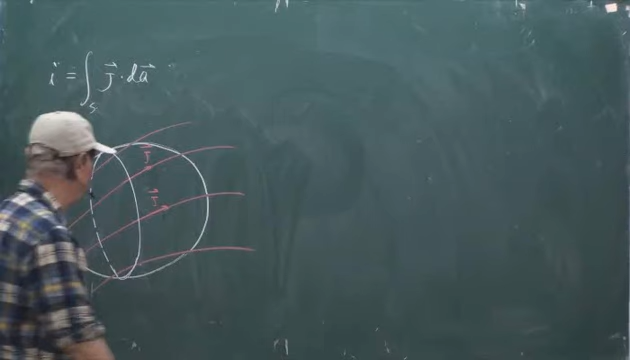 i = ∫_S J⃗ · da⃗
J⃗
J⃗